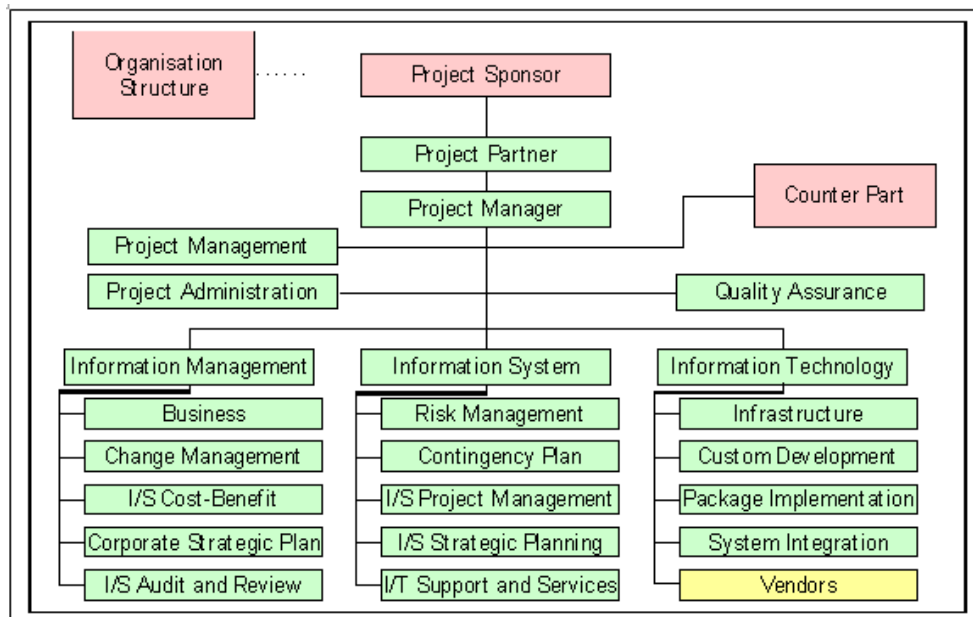 Organisation
Structure
......
Project Sponsor
Project Partner
Project Manager
Counter Part
Project Management
Project Administration
Quality Assurance
Information Management
Information System
Information Technology
Business
Risk Management
Infrastructure
Change Management
Contingency Plan
Custom Development
I/S Cost-Benefit
I/S Project Management
Package Implementation
Corporate Strategic Plan
I/S Strategic Planning
System Integration
I/S Audit and Review
I/T Support and Services
Vendors